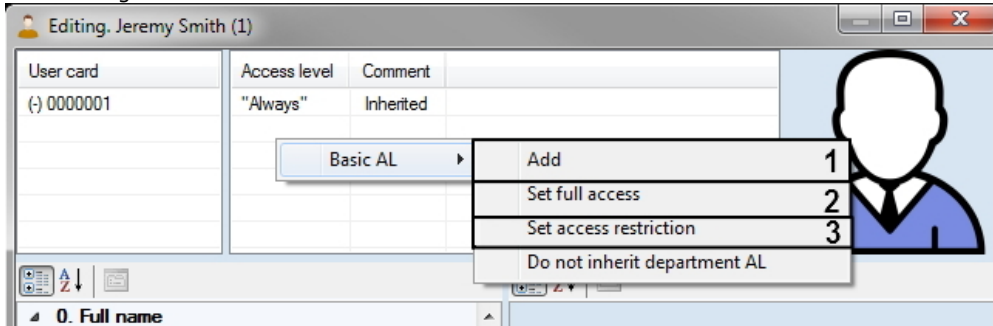 Editing. Jeremy Smith (1)
User card Access level Comment
(-) 0000001 "Always" Inherited
Basic AL Add 1
Set full access 2
Set access restriction 3
Do not inherit department AL
0. Full name